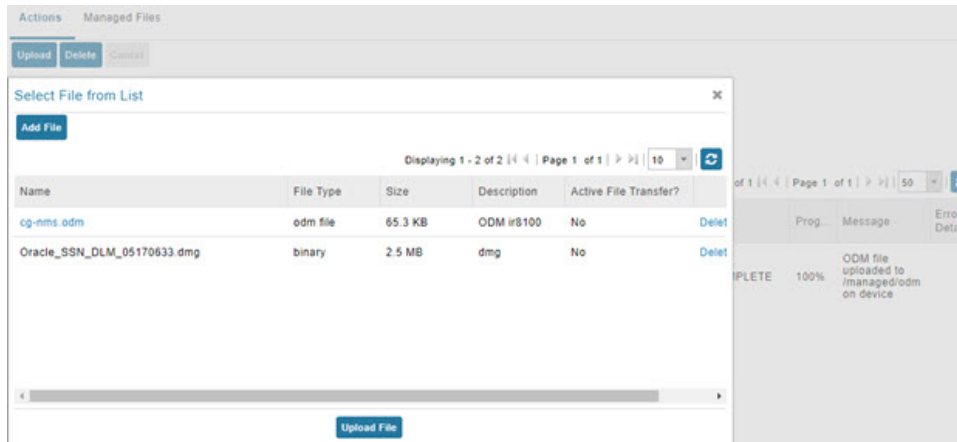 Actions Managed Files
Upload Delete Cancel
Select File from List
Add File
Displaying 1 - 2 of 2 | Page 1 of 1 | 10
Name File Type Size Description Active File Transfer?
cg-nms.odm odm file 65.3 KB ODM ir8100 No Delet
Oracle_SSN_DLM_05170633.dmg binary 2.5 MB dmg No Delet
Upload File
of 1 | Page 1 of 1 | 50
Prog... Message Erro
Deta
MPLETE 100% ODM file
uploaded to
/managed/odm
on device